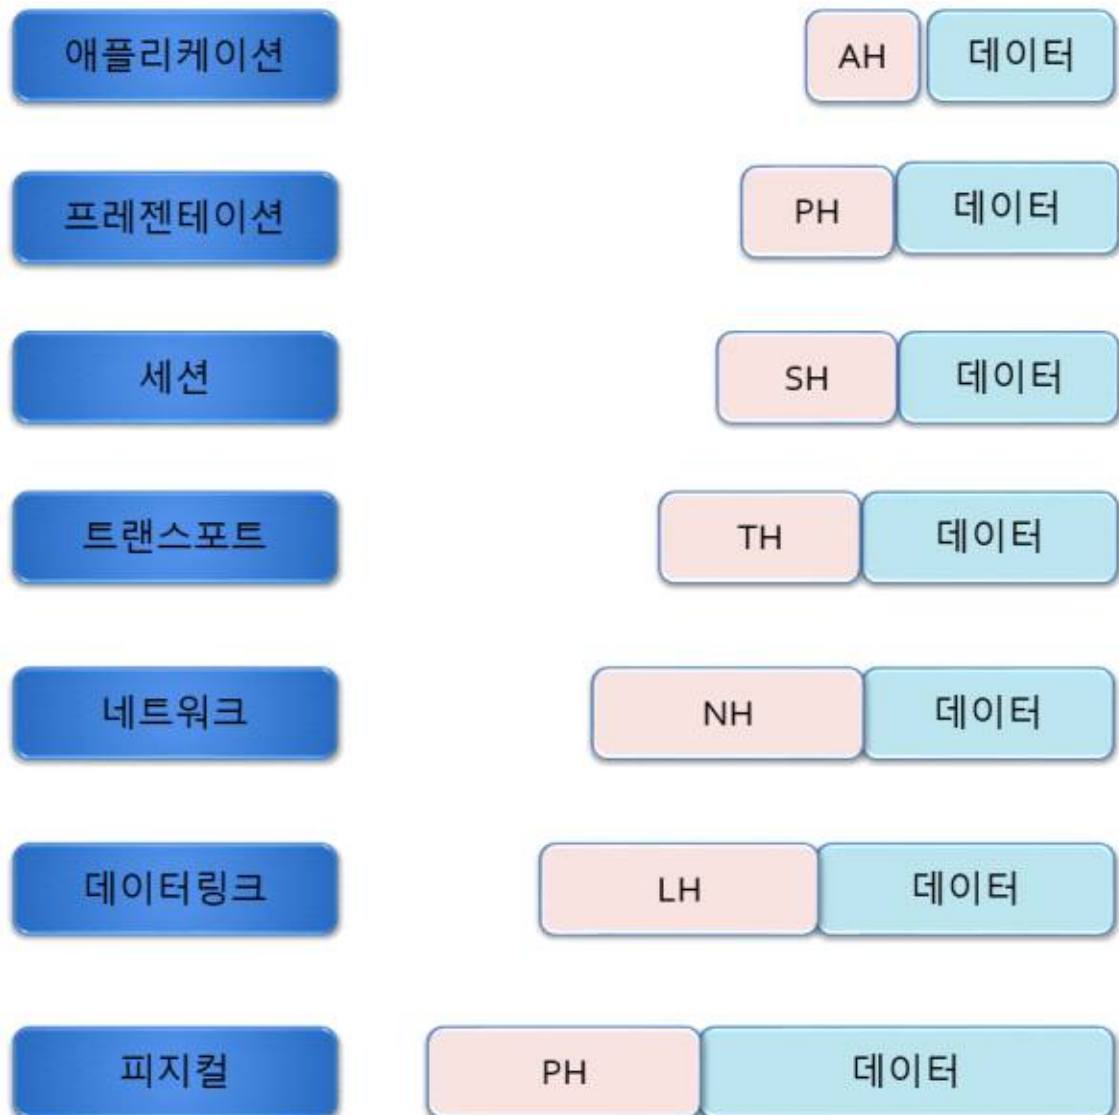 애플리케이션 AH 데이터
프레젠테이션 PH 데이터
세션 SH 데이터
트랜스포트 TH 데이터
네트워크 NH 데이터
데이터링크 LH 데이터
피지컬 PH 데이터